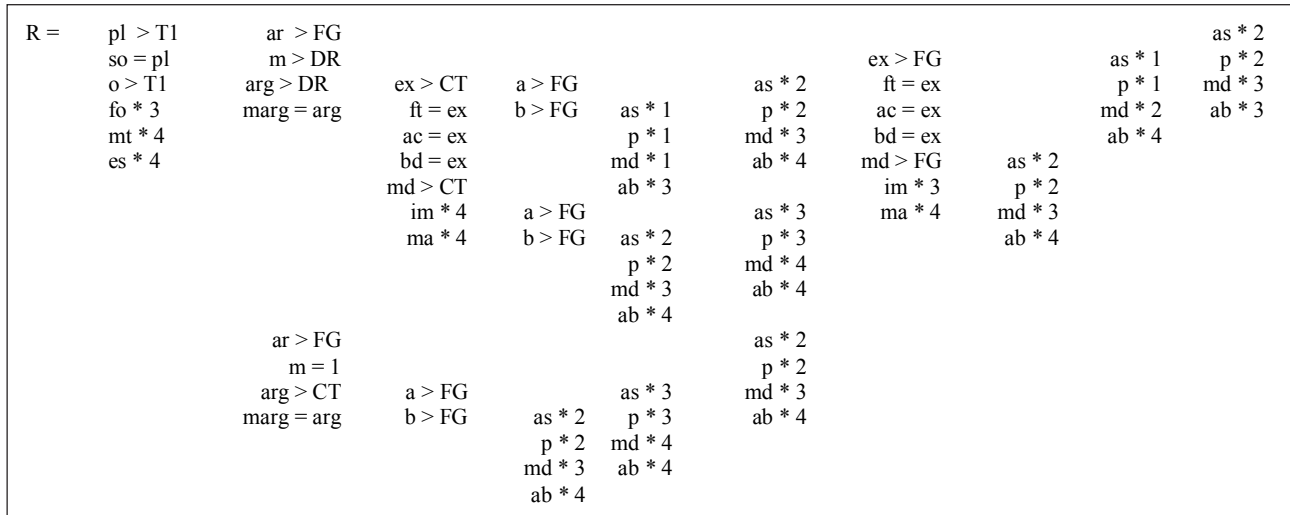 R = pl > T1 ar > FG as * 2
so = pl m > DR ex > FG as * 1 p * 2
o > T1 arg > DR ex > CT a > FG as * 2 ft = ex p * 1 md * 3
fo * 3 marg = arg ft = ex b > FG as * 1 p * 2 ac = ex md * 2 ab * 3
mt * 4 ac = ex p * 1 md * 3 bd = ex ab * 4
es * 4 bd = ex md * 1 ab * 4 md > FG as * 2
md > CT ab * 3 im * 3 p * 2
im * 4 a > FG as * 3 ma * 4 md * 3
ma * 4 b > FG as * 2 p * 3 ab * 4
p * 2 md * 4
md * 3 ab * 4
ab * 4
ar > FG as * 2
m = 1 p * 2
arg > CT a > FG as * 3 md * 3
marg = arg b > FG as * 2 p * 3 ab * 4
p * 2 md * 4
md * 3 ab * 4
ab * 4